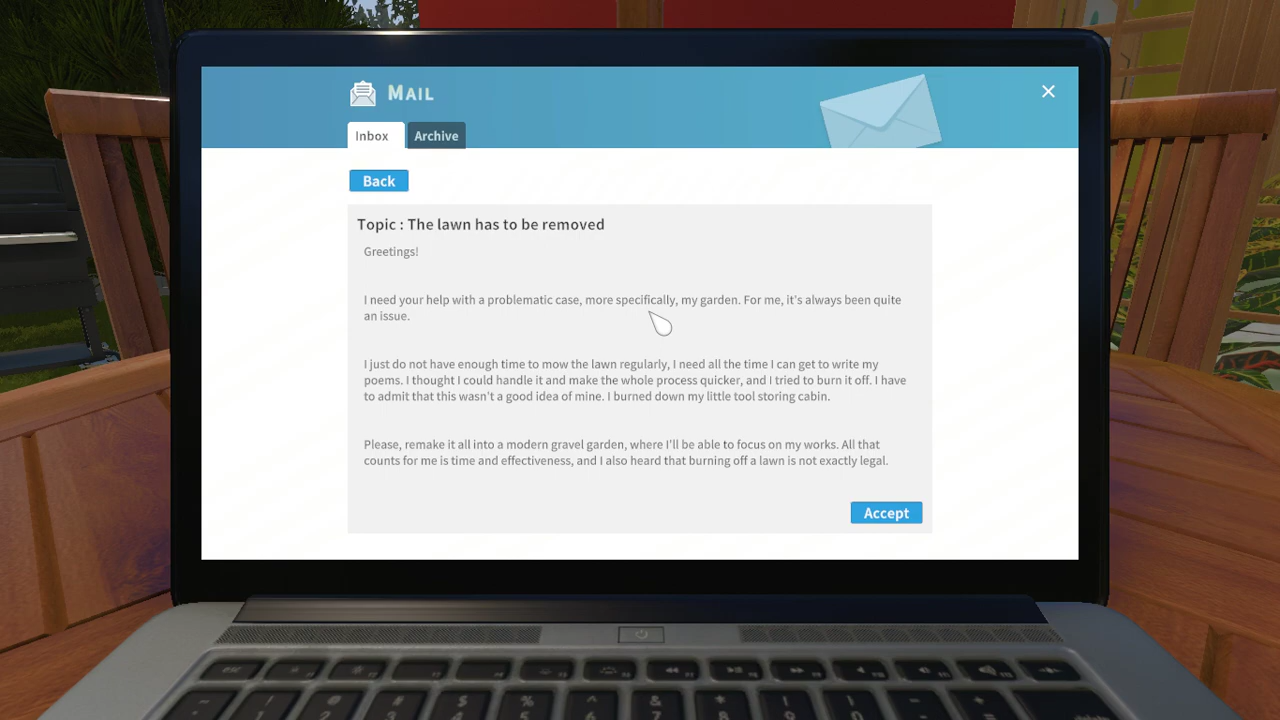 MAIL
Inbox
Archive
Back
Topic : The lawn has to be removed
Greetings!
I need your help with a problematic case, more specifically, my garden. For me, it's always been quite
an issue.
I just do not have enough time to mow the lawn regularly, I need all the time I can get to write my
poems. I thought I could handle it and make the whole process quicker, and I tried to burn it off. I have
to admit that this wasn't a good idea of mine. I burned down my little tool storing cabin.
Please, remake it all into a modern gravel garden, where I'll be able to focus on my works. All that
counts for me is time and effectiveness, and I also heard that burning off a lawn is not exactly legal.
Accept